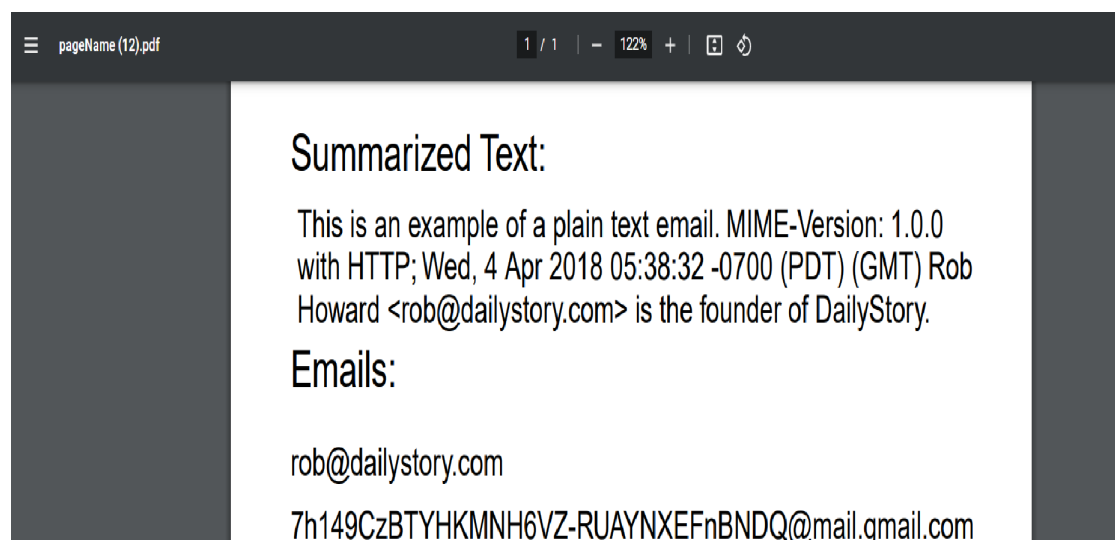 pageName (12).pdf
1 / 1 | − 122% + |
Summarized Text:
This is an example of a plain text email. MIME-Version: 1.0.0
with HTTP; Wed, 4 Apr 2018 05:38:32 -0700 (PDT) (GMT) Rob
Howard <rob@dailystory.com> is the founder of DailyStory.
Emails:
rob@dailystory.com
7h149CzBTYHKMNH6VZ-RUAYNXEFnBNDQ@mail.gmail.com